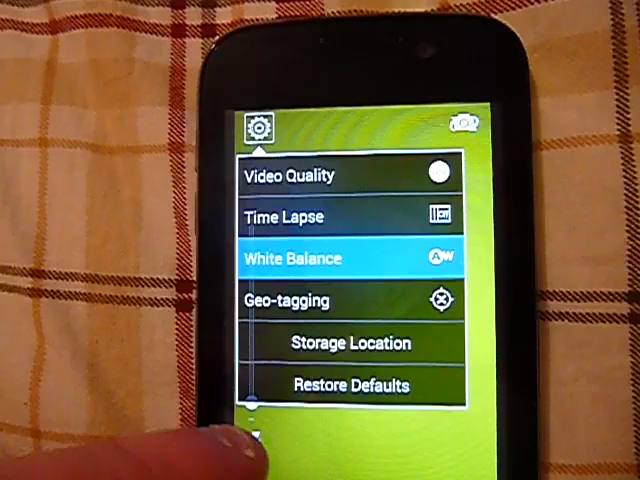 Video Quality
Time Lapse
White Balance
Geo-tagging
Storage Location
Restore Defaults